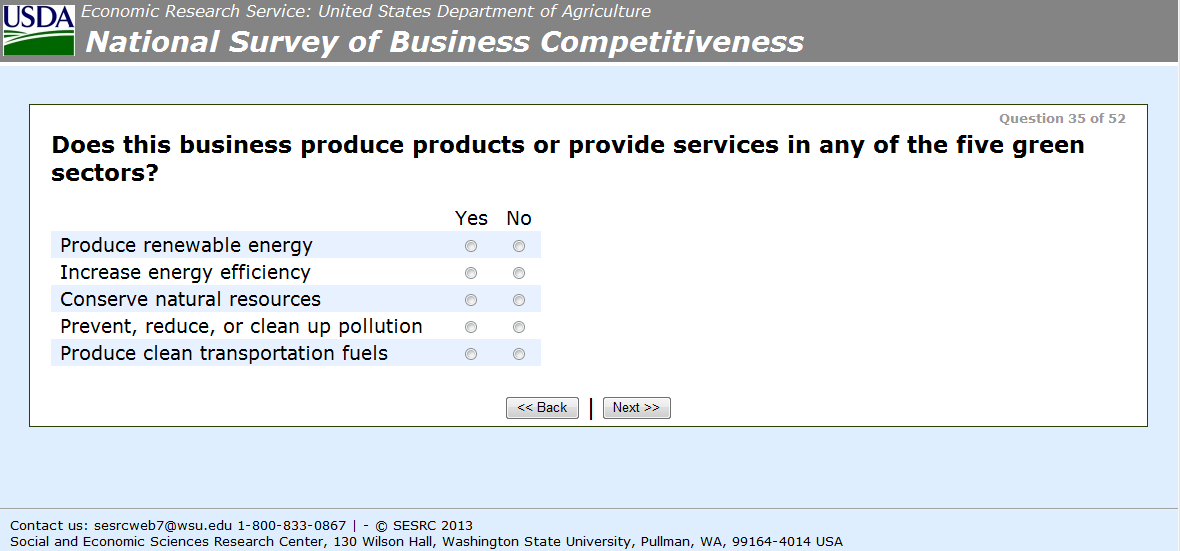 USDA
Economic Research Service: United States Department of Agriculture
National Survey of Business Competitiveness
Question 35 of 52
Does this business produce products or provide services in any of the five green
sectors?
Yes No
Produce renewable energy
Increase energy efficiency
Conserve natural resources
Prevent, reduce, or clean up pollution
Produce clean transportation fuels
<< Back | Next >>
Contact us: sesrcweb7@wsu.edu 1-800-833-0867 | - © SESRC 2013
Social and Economic Sciences Research Center, 130 Wilson Hall, Washington State University, Pullman, WA, 99164-4014 USA